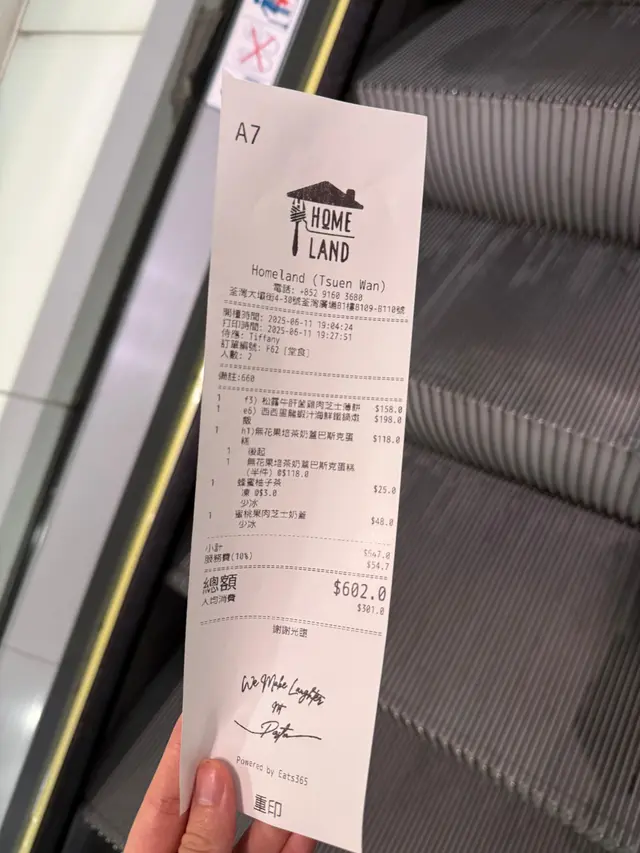 A7
HOME
LAND
Homeland (Tsuen Wan)
電話: +852 9160 3680
荃灣大壩街4-30號荃灣廣場B1樓B109-B110號
開檯時間: 2025-06-11 19:04:24
打印時間: 2025-06-11 19:27:51
侍應: Tiffany
訂單編號: F62 [堂食]
人數: 2
備註:660
1 f3) 松露牛肝菌雞肉芝士薄餅 $158.0
1 e6) 西西里龍蝦汁海鮮鐵鍋燉 $198.0
飯
1 h1)無花果焙茶奶蓋巴斯克蛋 $118.0
糕
1 後起
1 無花果焙茶奶蓋巴斯克蛋糕
(半件) @$118.0
1 蜂蜜柚子茶 $25.0
凍 @$3.0
少冰
1 蜜桃果肉芝士奶蓋 $48.0
少冰
小計 $547.0
服務費(10%) $54.7
總額 $602.0
人均消費 $301.0
謝謝光臨
We Make Laughter
Pasta
Powered by Eats365
重印